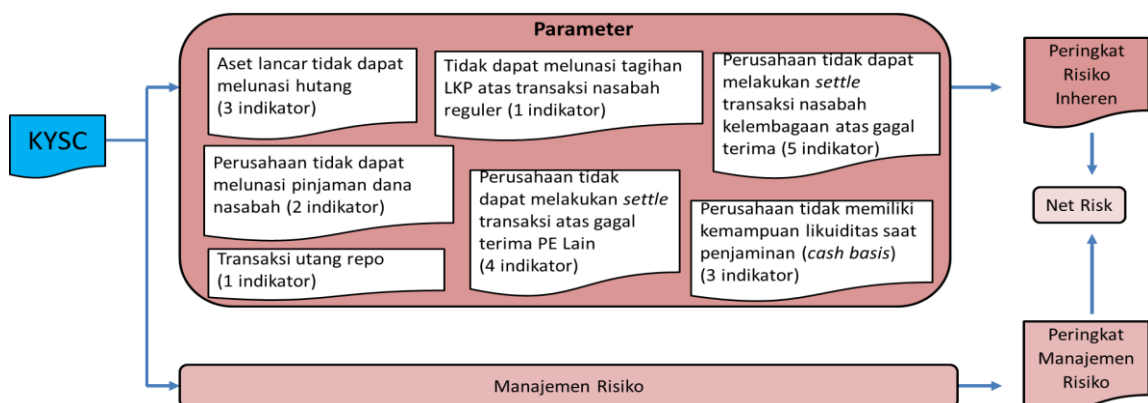 Parameter
KYSC
Aset lancar tidak dapat
melunasi hutang
(3 indikator)
Tidak dapat melunasi tagihan
LKP atas transaksi nasabah
reguler (1 indikator)
Perusahaan tidak dapat
melakukan settle
transaksi nasabah
kelembagaan atas gagal
terima (5 indikator)
Perusahaan tidak dapat
melunasi pinjaman dana
nasabah (2 indikator)
Perusahaan tidak
dapat melakukan settle
transaksi atas gagal
terima PE Lain
(4 indikator)
Perusahaan tidak memiliki
kemampuan likuiditas saat
penjaminan (cash basis)
(3 indikator)
Transaksi utang repo
(1 indikator)
Peringkat
Risiko
Inheren
Net Risk
Manajemen Risiko
Peringkat
Manajemen
Risiko